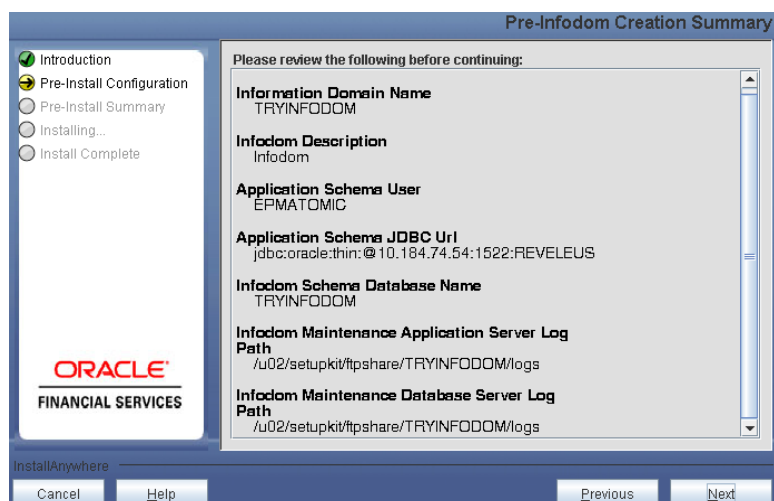 Pre-Infodom Creation Summary
Introduction
Pre-Install Configuration
Pre-Install Summary
Installing...
Install Complete
ORACLE
FINANCIAL SERVICES
Please review the following before continuing:
Information Domain Name
TRYINFODOM
Infodom Description
Infodom
Application Schema User
EPMATOMIC
Application Schema JDBC Url
jdbc:oracle:thin:@10.184.74.54:1522:REVELEUS
Infodom Schema Database Name
TRYINFODOM
Infodom Maintenance Application Server Log
Path
/u02/setupkit/ftpshare/TRYINFODOM/logs
Infodom Maintenance Database Server Log
Path
/u02/setupkit/ftpshare/TRYINFODOM/logs
InstallAnywhere
Cancel
Help
Previous
Next